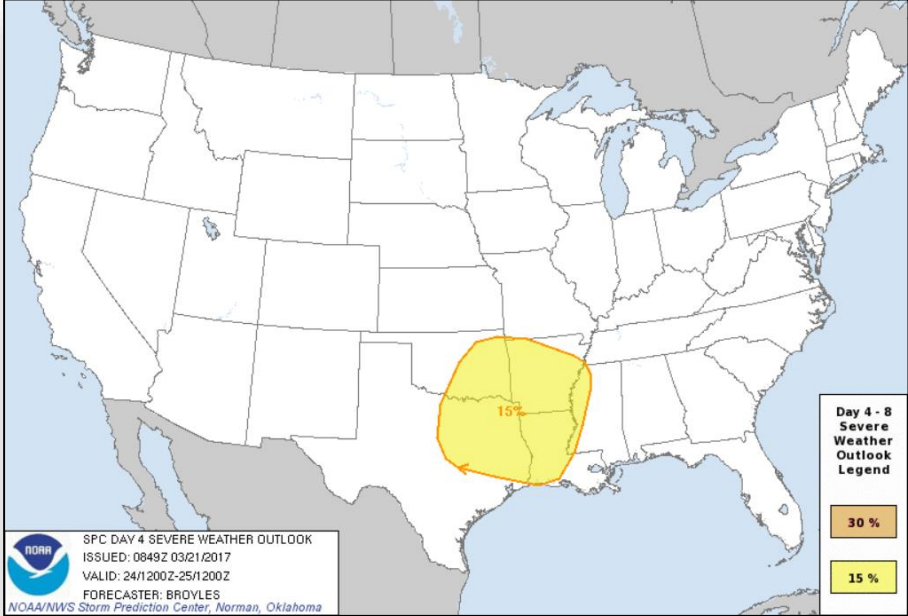 15%
Day 4 - 8
Severe
Weather
Outlook
Legend
30 %
15 %
NOAA
SPC DAY 4 SEVERE WEATHER OUTLOOK
ISSUED: 0849Z 03/21/2017
VALID: 24/1200Z-25/1200Z
FORECASTER: BROYLES
NOAA/NWS Storm Prediction Center, Norman, Oklahoma